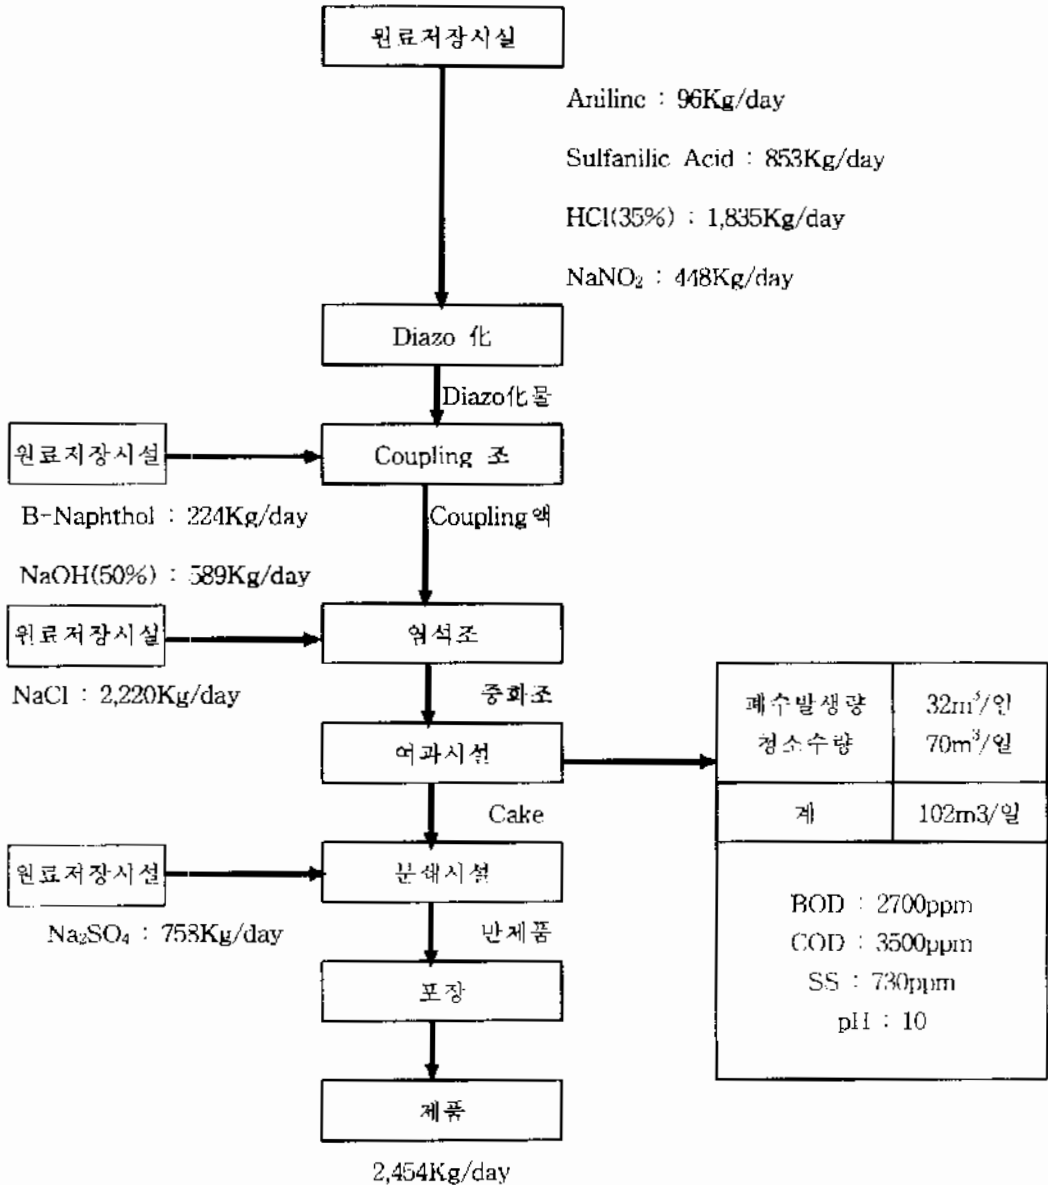 원료저장시실
Aniline : 96Kg/day
Sulfanilic Acid : 853Kg/day
HCl(35%) : 1,835Kg/day
NaNO₂ : 448Kg/day
Diazo 化
Diazo化물
원료지장시설
Coupling 조
B-Naphthol : 224Kg/day
Coupling액
NaOH(50%) : 589Kg/day
원료저장시실
염석조
NaCl : 2,220Kg/day
중화조
폐수발생량 32m³/일
청소수량 70m³/일
여과시설
계 102m3/일
Cake
원료저장시설
분쇄시설
Na₂SO₄ : 758Kg/day
반제품
BOD : 2700ppm
COD : 3500ppm
SS : 730ppm
pH : 10
포장
제품
2,454Kg/day